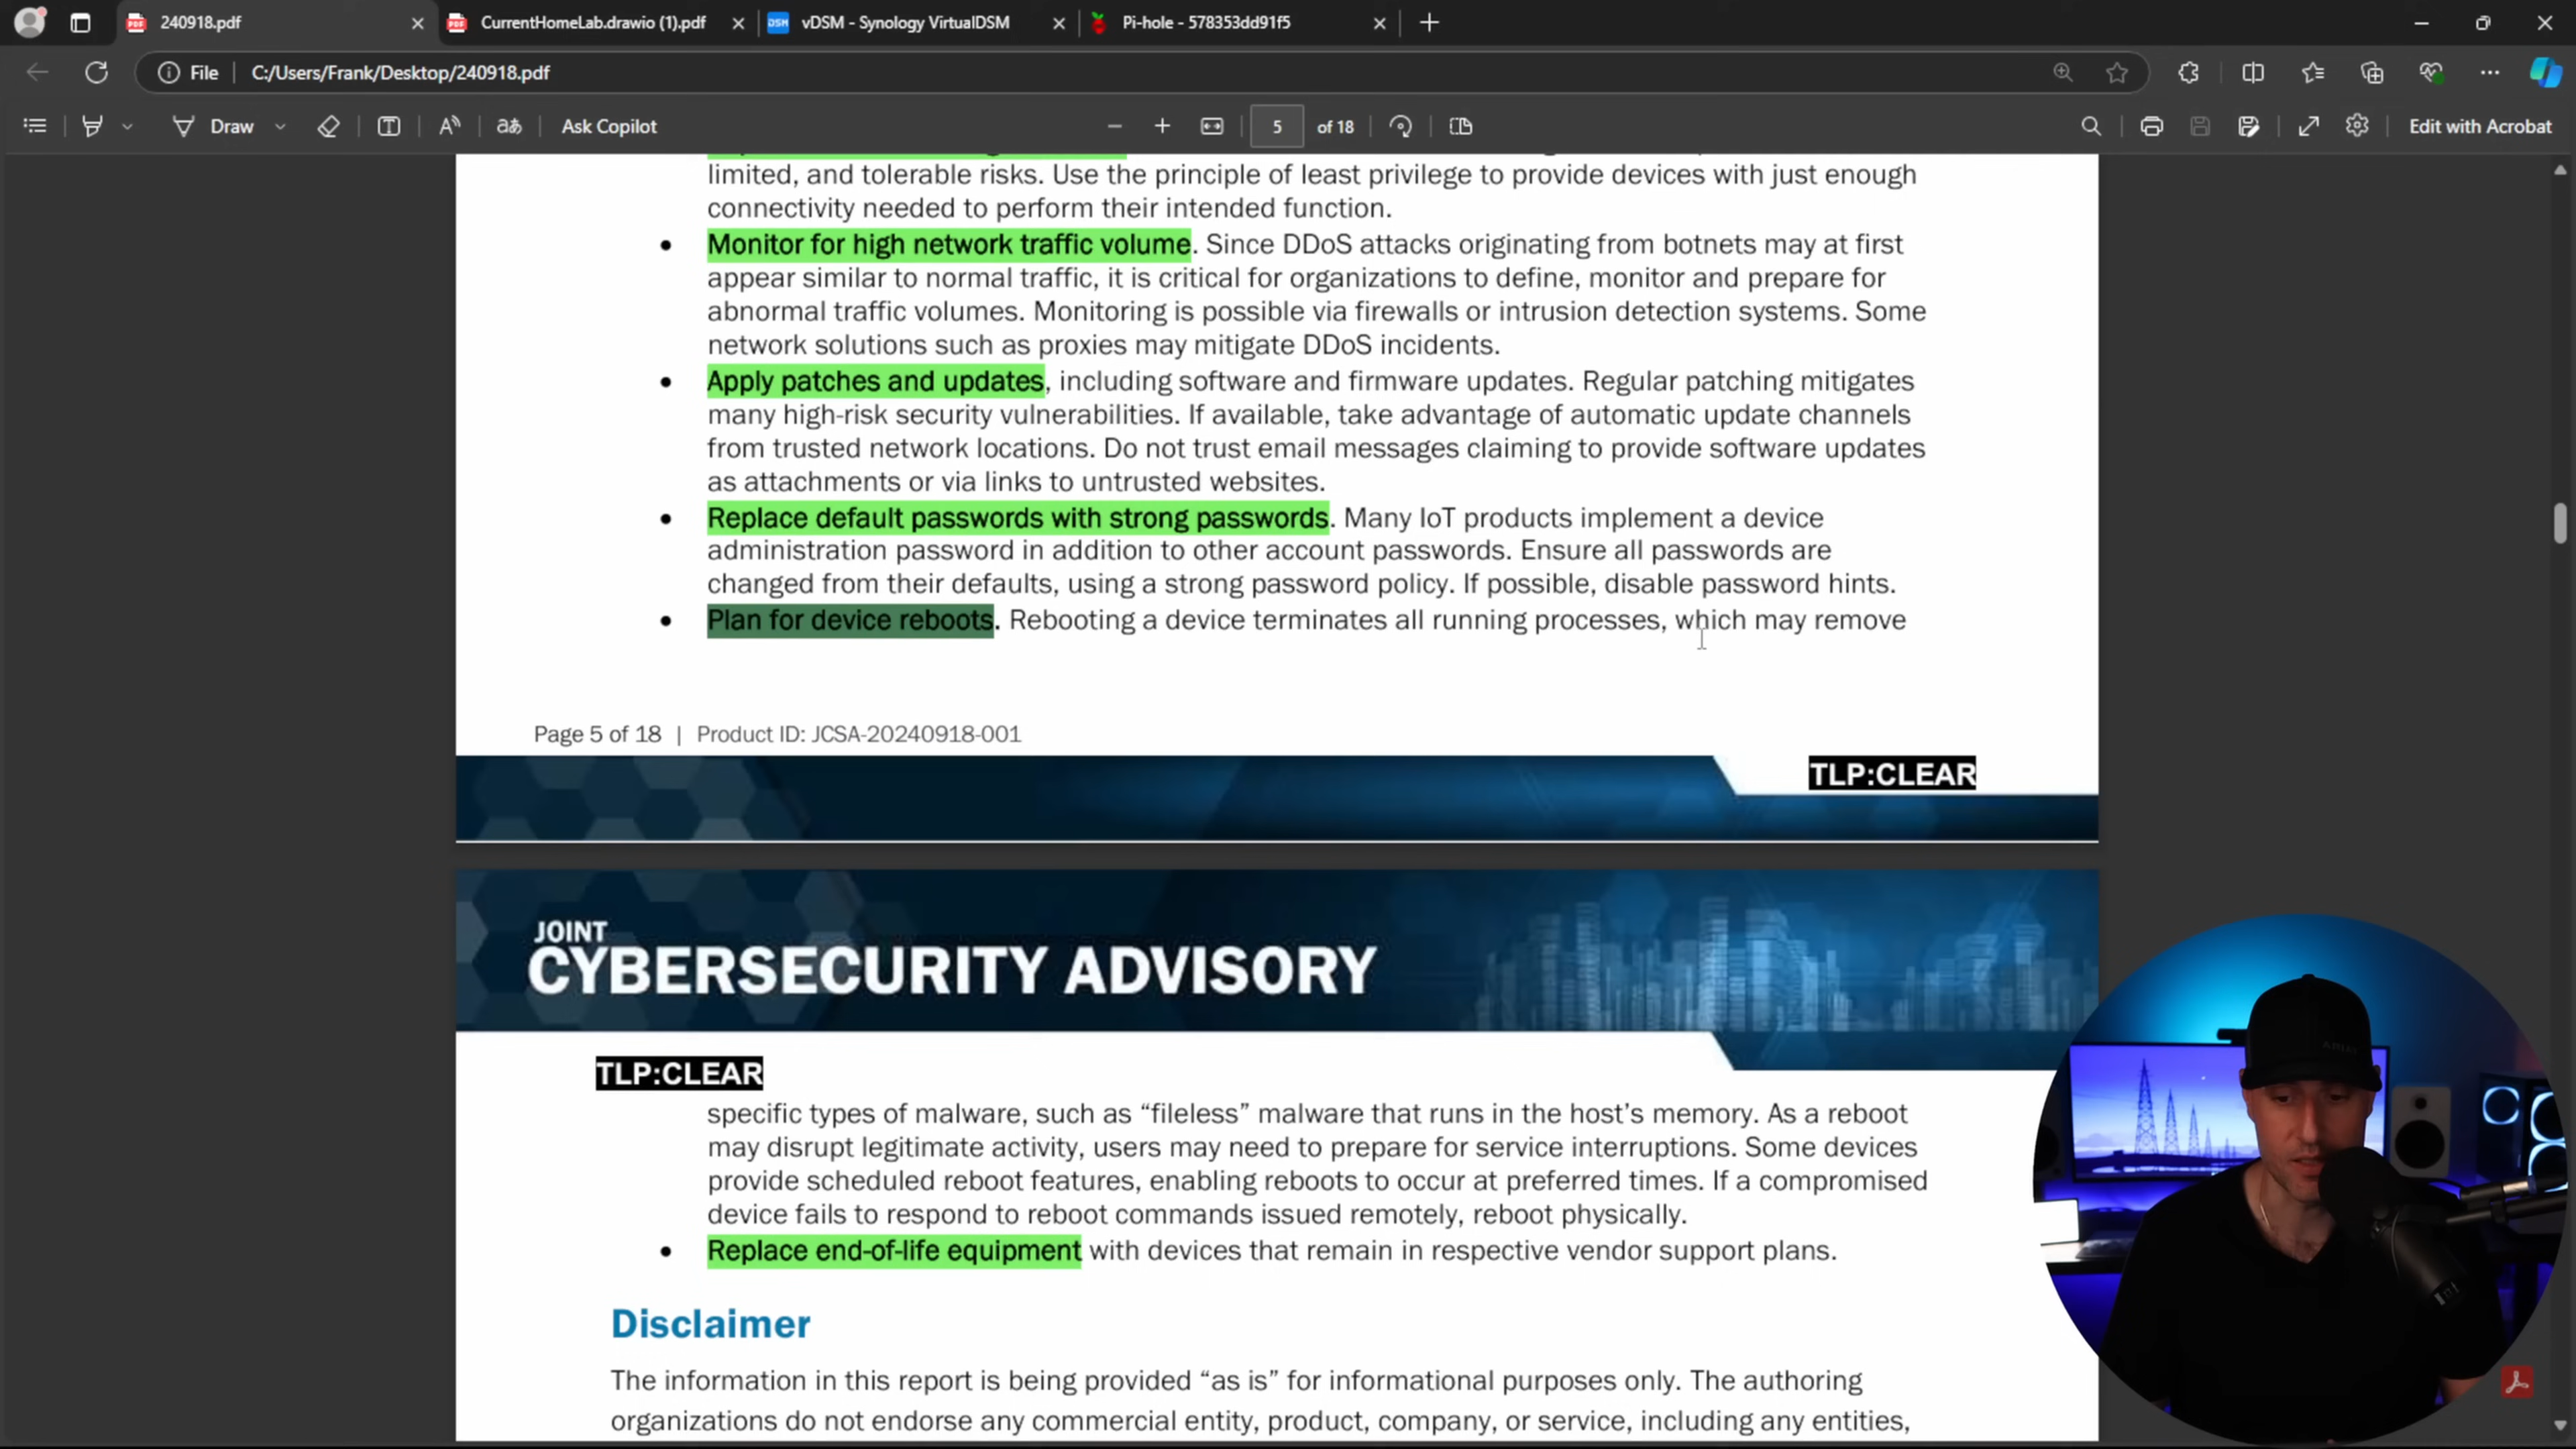 240918.pdf
CurrentHomeLab.drawio (1).pdf
DSM
vDSM - Synology VirtualDSM
Pi-hole - 578353dd91f5
File
C:/Users/Frank/Desktop/240918.pdf
Draw
Ask Copilot
5
of 18
Edit with Acrobat
limited, and tolerable risks. Use the principle of least privilege to provide devices with just enough
connectivity needed to perform their intended function.
• Monitor for high network traffic volume. Since DDoS attacks originating from botnets may at first
appear similar to normal traffic, it is critical for organizations to define, monitor and prepare for
abnormal traffic volumes. Monitoring is possible via firewalls or intrusion detection systems. Some
network solutions such as proxies may mitigate DDoS incidents.
• Apply patches and updates, including software and firmware updates. Regular patching mitigates
many high-risk security vulnerabilities. If available, take advantage of automatic update channels
from trusted network locations. Do not trust email messages claiming to provide software updates
as attachments or via links to untrusted websites.
• Replace default passwords with strong passwords. Many IoT products implement a device
administration password in addition to other account passwords. Ensure all passwords are
changed from their defaults, using a strong password policy. If possible, disable password hints.
• Plan for device reboots. Rebooting a device terminates all running processes, which may remove
Page 5 of 18 | Product ID: JCSA-20240918-001
TLP:CLEAR
JOINT
CYBERSECURITY ADVISORY
TLP:CLEAR
specific types of malware, such as “fileless” malware that runs in the host’s memory. As a reboot
may disrupt legitimate activity, users may need to prepare for service interruptions. Some devices
provide scheduled reboot features, enabling reboots to occur at preferred times. If a compromised
device fails to respond to reboot commands issued remotely, reboot physically.
• Replace end-of-life equipment with devices that remain in respective vendor support plans.
Disclaimer
The information in this report is being provided “as is” for informational purposes only. The authoring
organizations do not endorse any commercial entity, product, company, or service, including any entities,